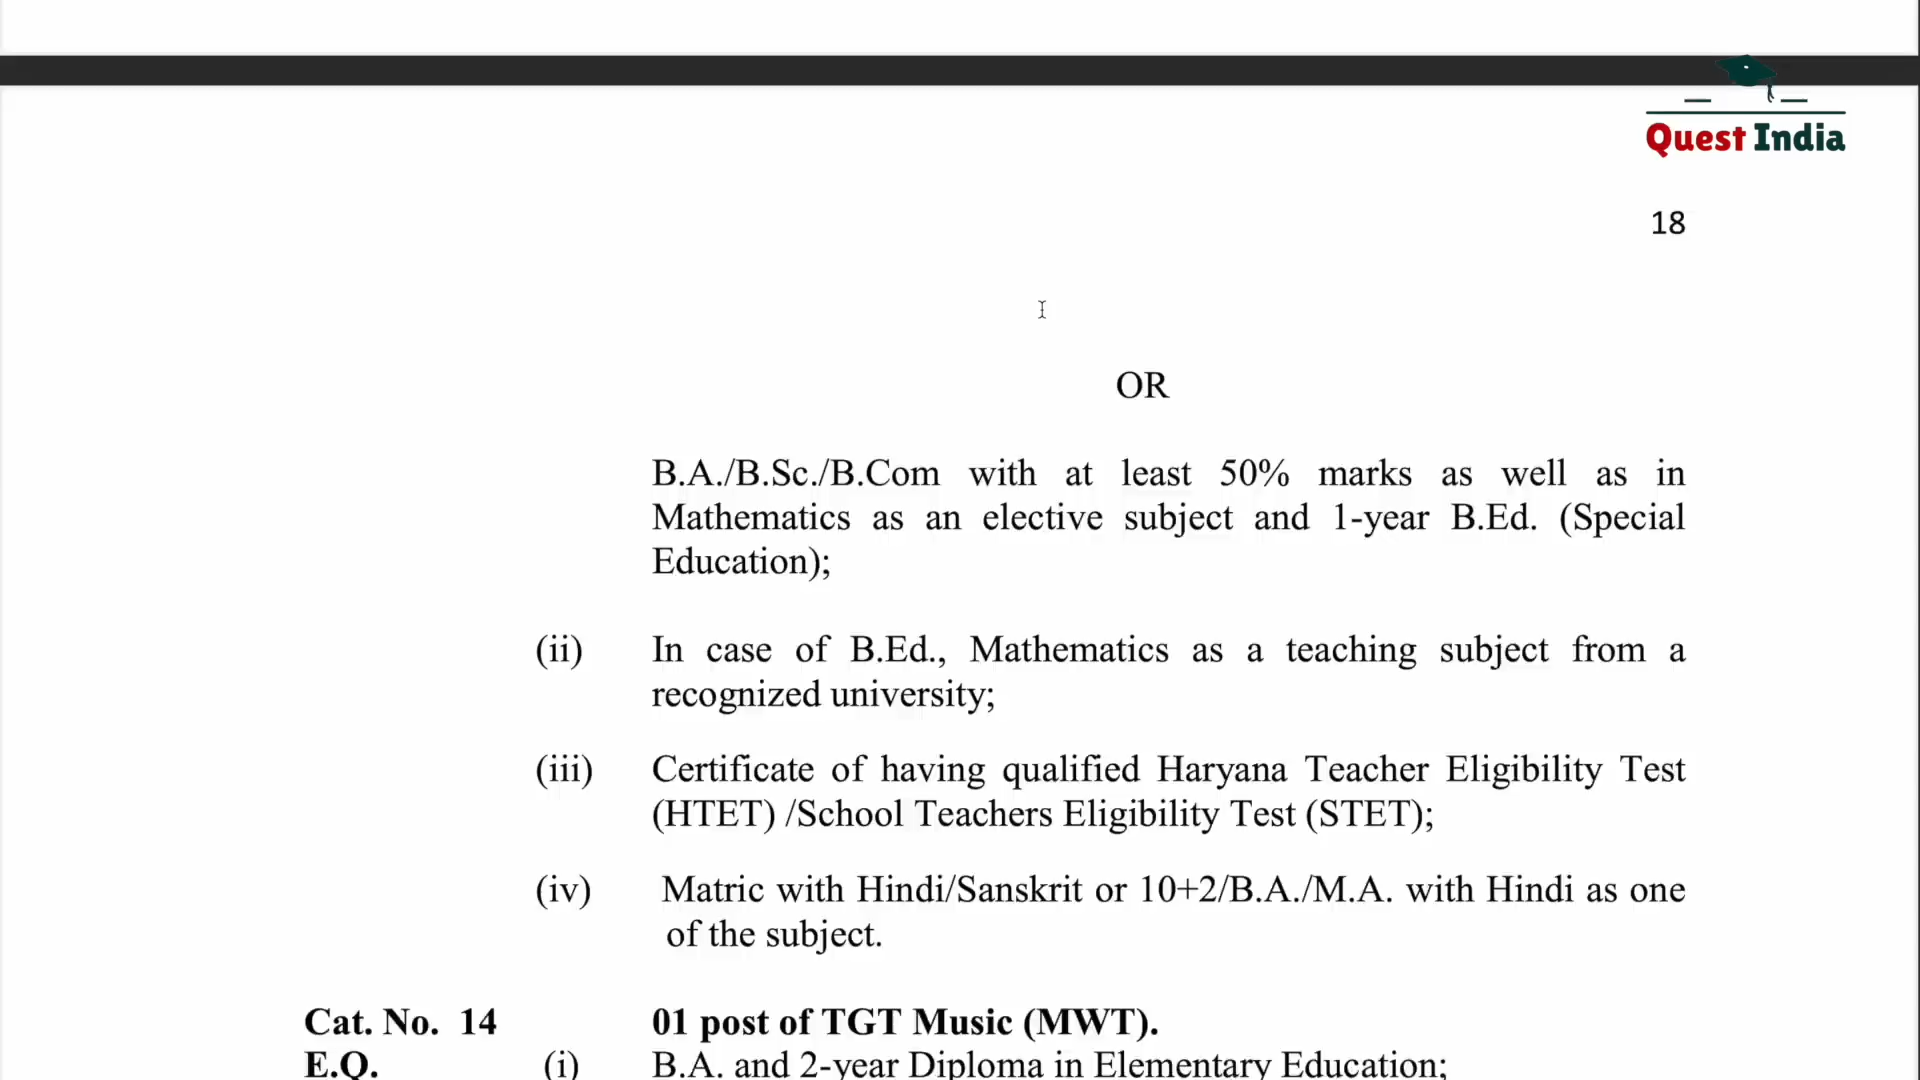 Quest India
18
OR
B.A./B.Sc./B.Com with at least 50% marks as well as in
Mathematics as an elective subject and 1-year B.Ed. (Special
Education);
(ii) In case of B.Ed., Mathematics as a teaching subject from a
recognized university;
(iii) Certificate of having qualified Haryana Teacher Eligibility Test
(HTET) /School Teachers Eligibility Test (STET);
(iv) Matric with Hindi/Sanskrit or 10+2/B.A./M.A. with Hindi as one
of the subject.
Cat. No. 14 01 post of TGT Music (MWT).
E.Q. (i) B.A. and 2-year Diploma in Elementary Education;